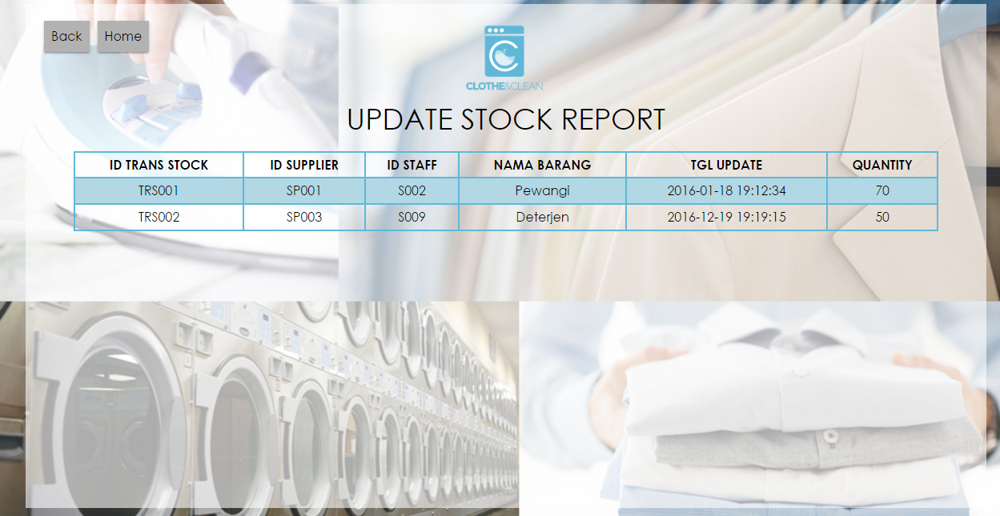 Back Home
CLOTHE&CLEAN
UPDATE STOCK REPORT
ID TRANS STOCK ID SUPPLIER ID STAFF NAMA BARANG TGL UPDATE QUANTITY
TRS001 SP001 S002 Pewangi 2016-01-18 19:12:34 70
TRS002 SP003 S009 Deterjen 2016-12-19 19:19:15 50